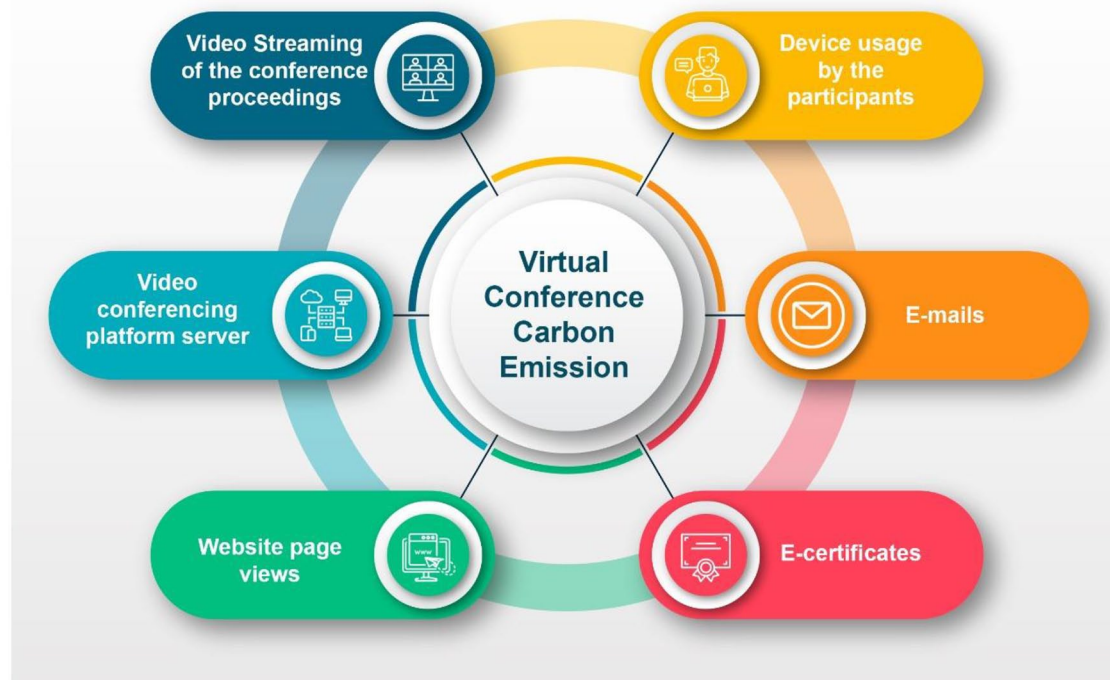 Video Streaming
of the conference
proceedings
Device usage
by the
participants
Video
conferencing
platform server
Virtual
Conference
Carbon
Emission
E-mails
Website page
views
www
E-certificates